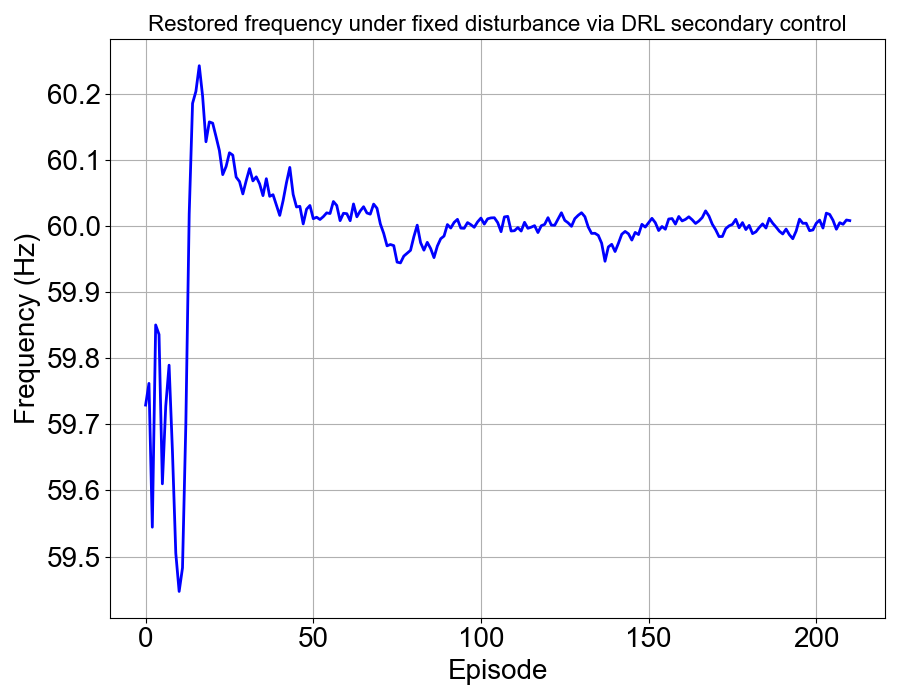 Restored frequency under fixed disturbance via DRL secondary control
60.2
60.1
60.0
59.9
59.8
59.7
59.6
59.5
Frequency (Hz)
0 50 100 150 200
Episode